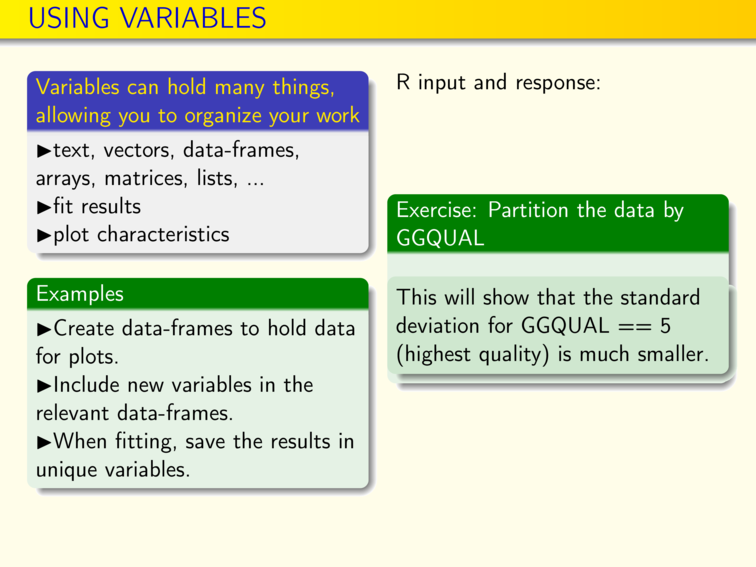 USING VARIABLES
Variables can hold many things,
allowing you to organize your work
▶text, vectors, data-frames,
arrays, matrices, lists, ...
▶fit results
▶plot characteristics
Examples
▶Create data-frames to hold data
for plots.
▶Include new variables in the
relevant data-frames.
▶When fitting, save the results in
unique variables.
R input and response:
Exercise: Partition the data by
GGQUAL
This will show that the standard
deviation for GGQUAL == 5
(highest quality) is much smaller.